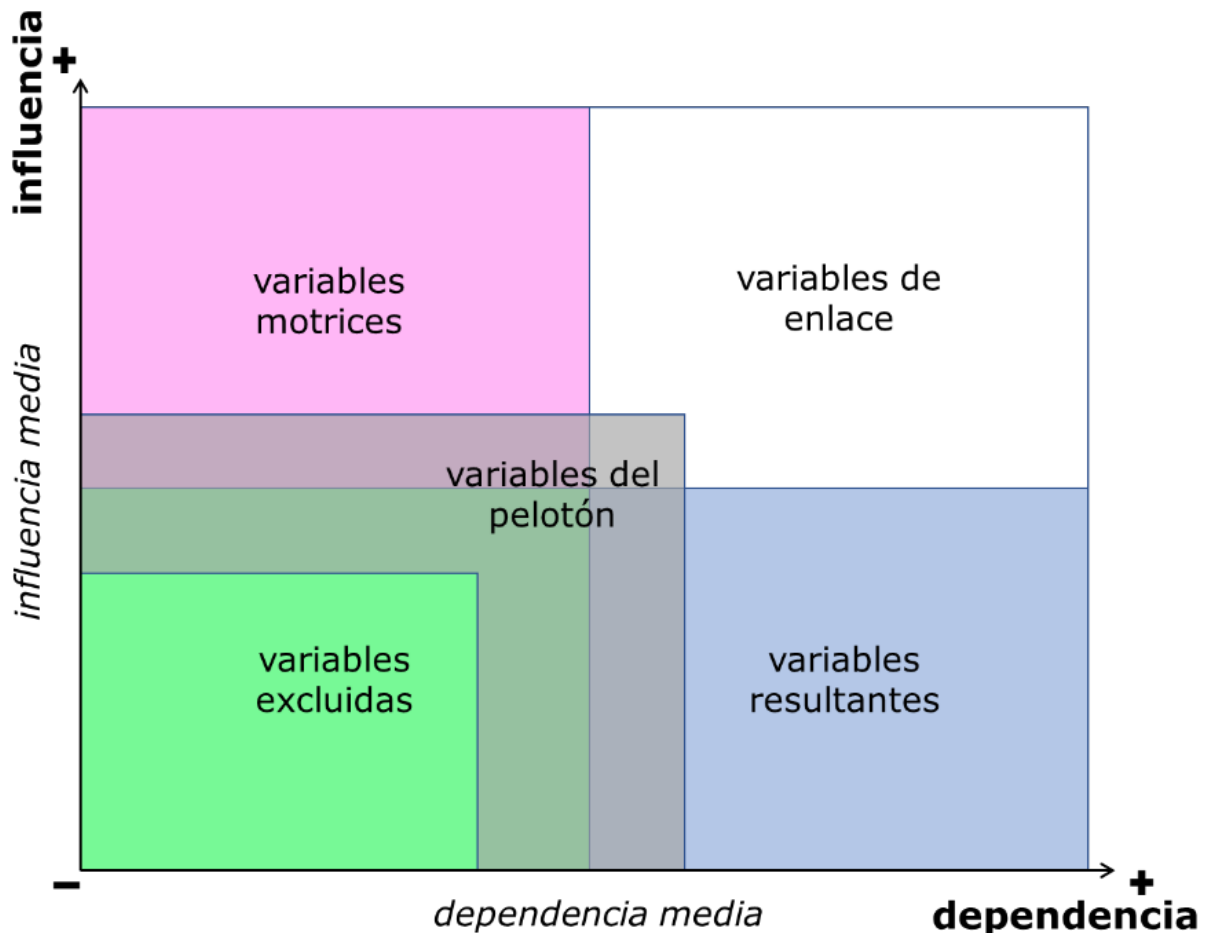 +
influencia
variables
motrices
variables de
enlace
influencia media
variables del
pelotón
variables
excluidas
variables
resultantes
–
+
dependencia media
dependencia